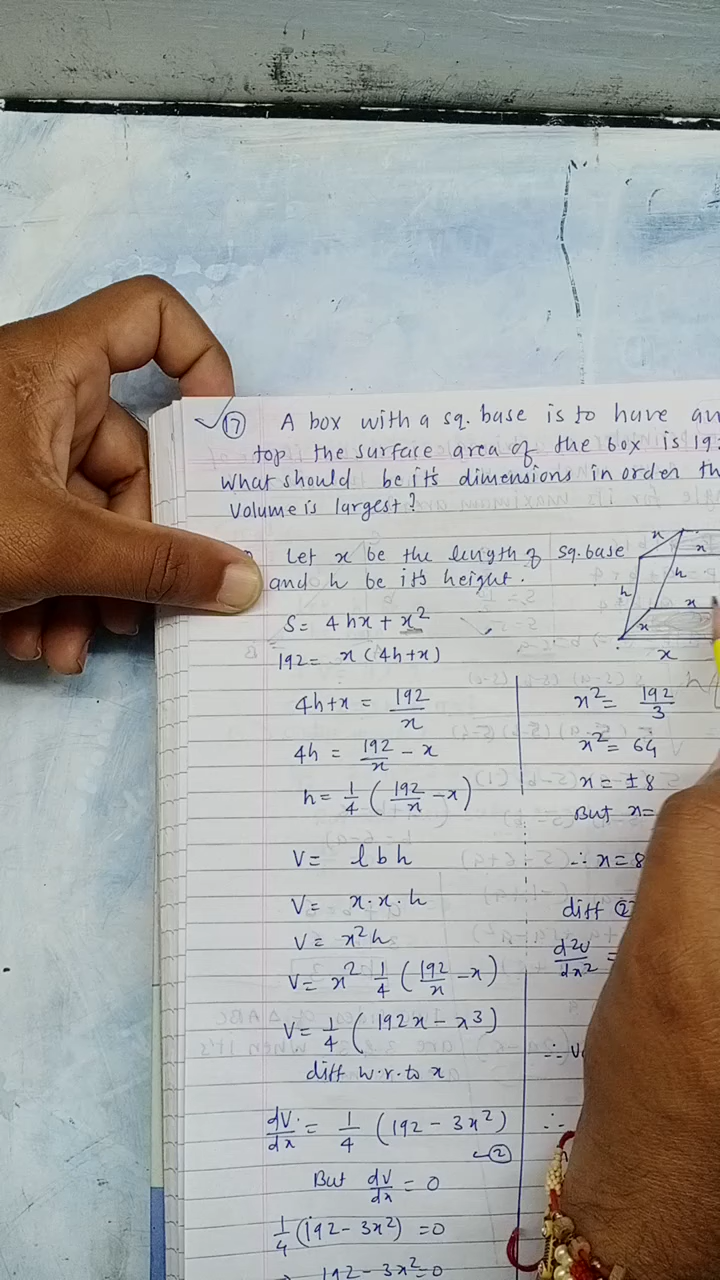 17 A box with a sq. base is to have an
top the surface area of the box is 192
what should be it's dimensions in order
volume is largest?
Let x be the length of sq. base
and h be it's height.
S = 4hx + x²
192 = x(4h+x)
4h+x = 192/x
4h = 192/x - x
h = 1/4 (192/x - x)
V = l b h
V = x·x·h
V = x²h
V = x² 1/4 (192/x - x)
V = 1/4 (192x - x³)
diff w.r.to x
dV/dx = 1/4 (192 - 3x²)
②
But dV/dx = 0
1/4 (192 - 3x²) = 0
192 - 3x² = 0
x² = 192/3
x² = 64
x = ±8
But x =
∴ x = 8
diff ②
d²v/dx² =
∴
∴
x
x
h
h
x
x
x